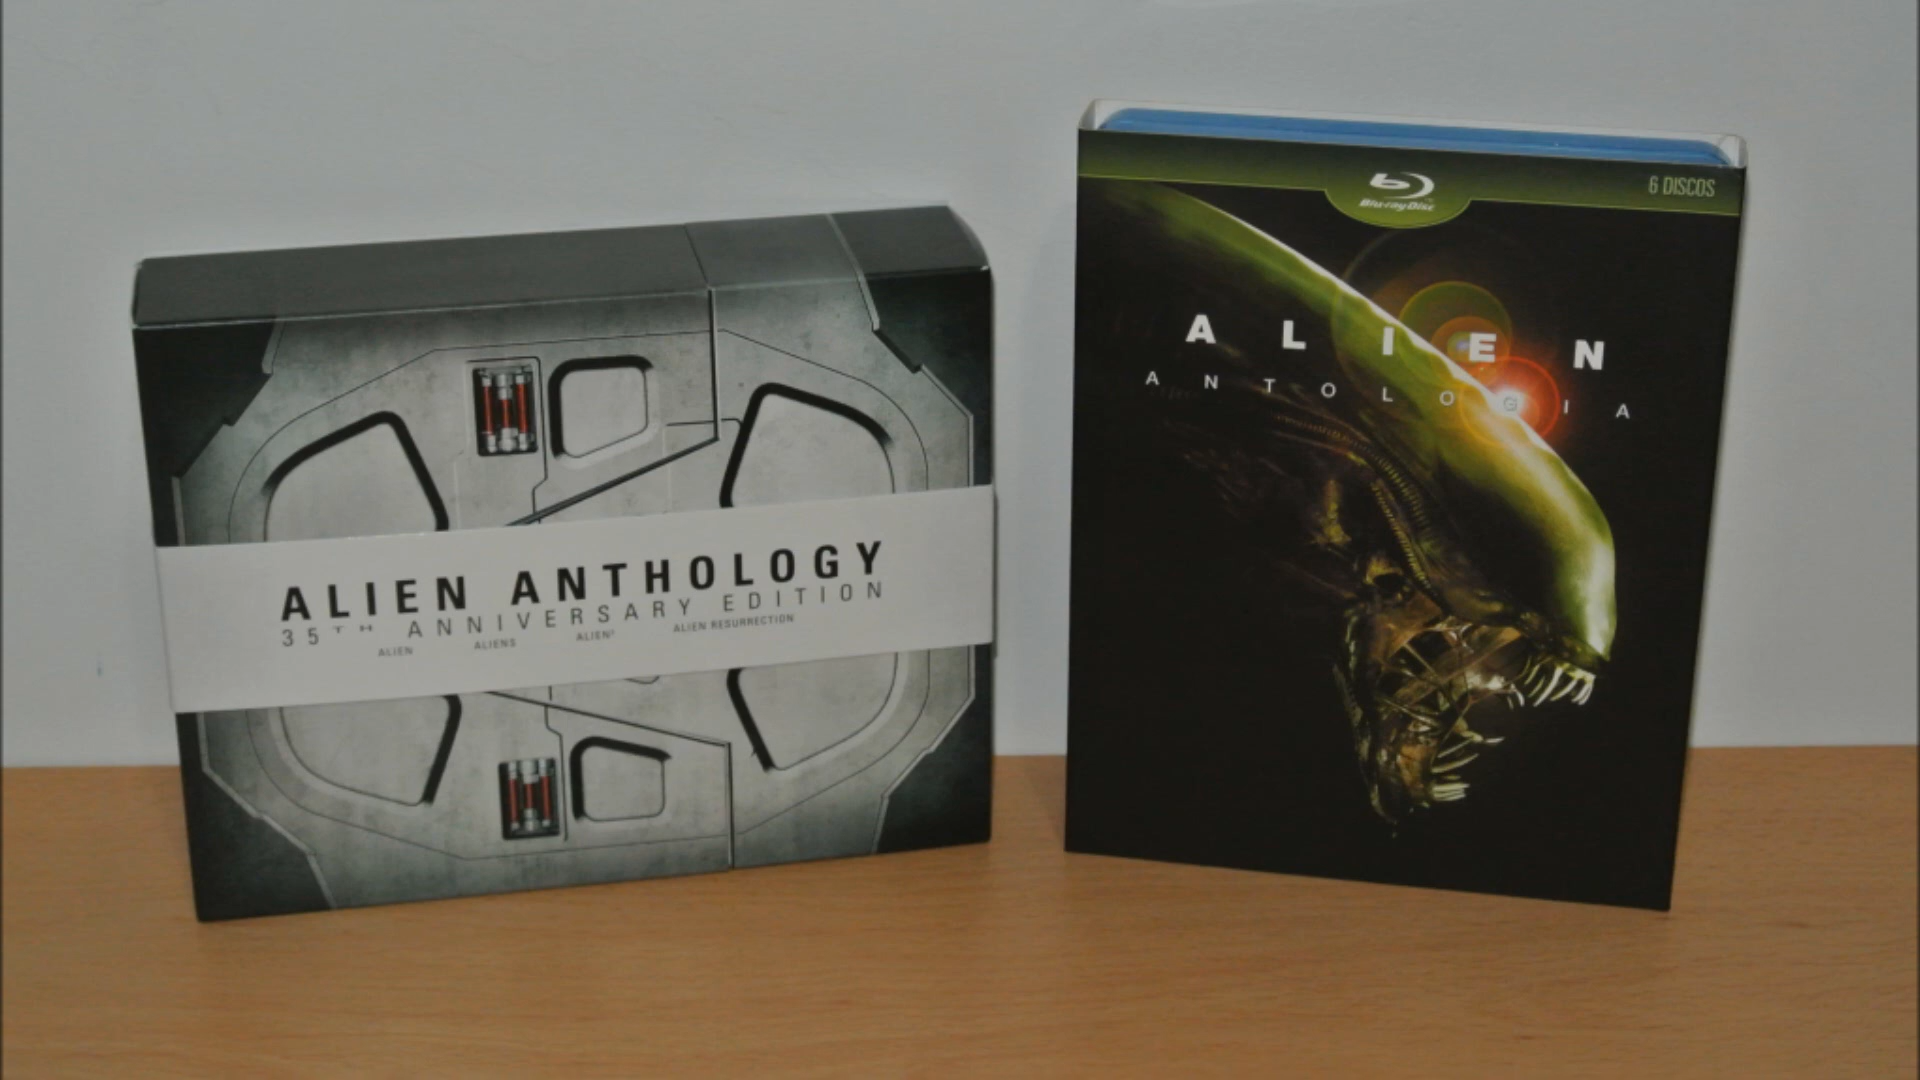 ALIEN ANTHOLOGY
35TH ANNIVERSARY EDITION
ALIEN ALIENS ALIEN³ ALIEN RESURRECTION
Blu-ray Disc
6 DISCOS
ALIEN
ANTOLOGIA